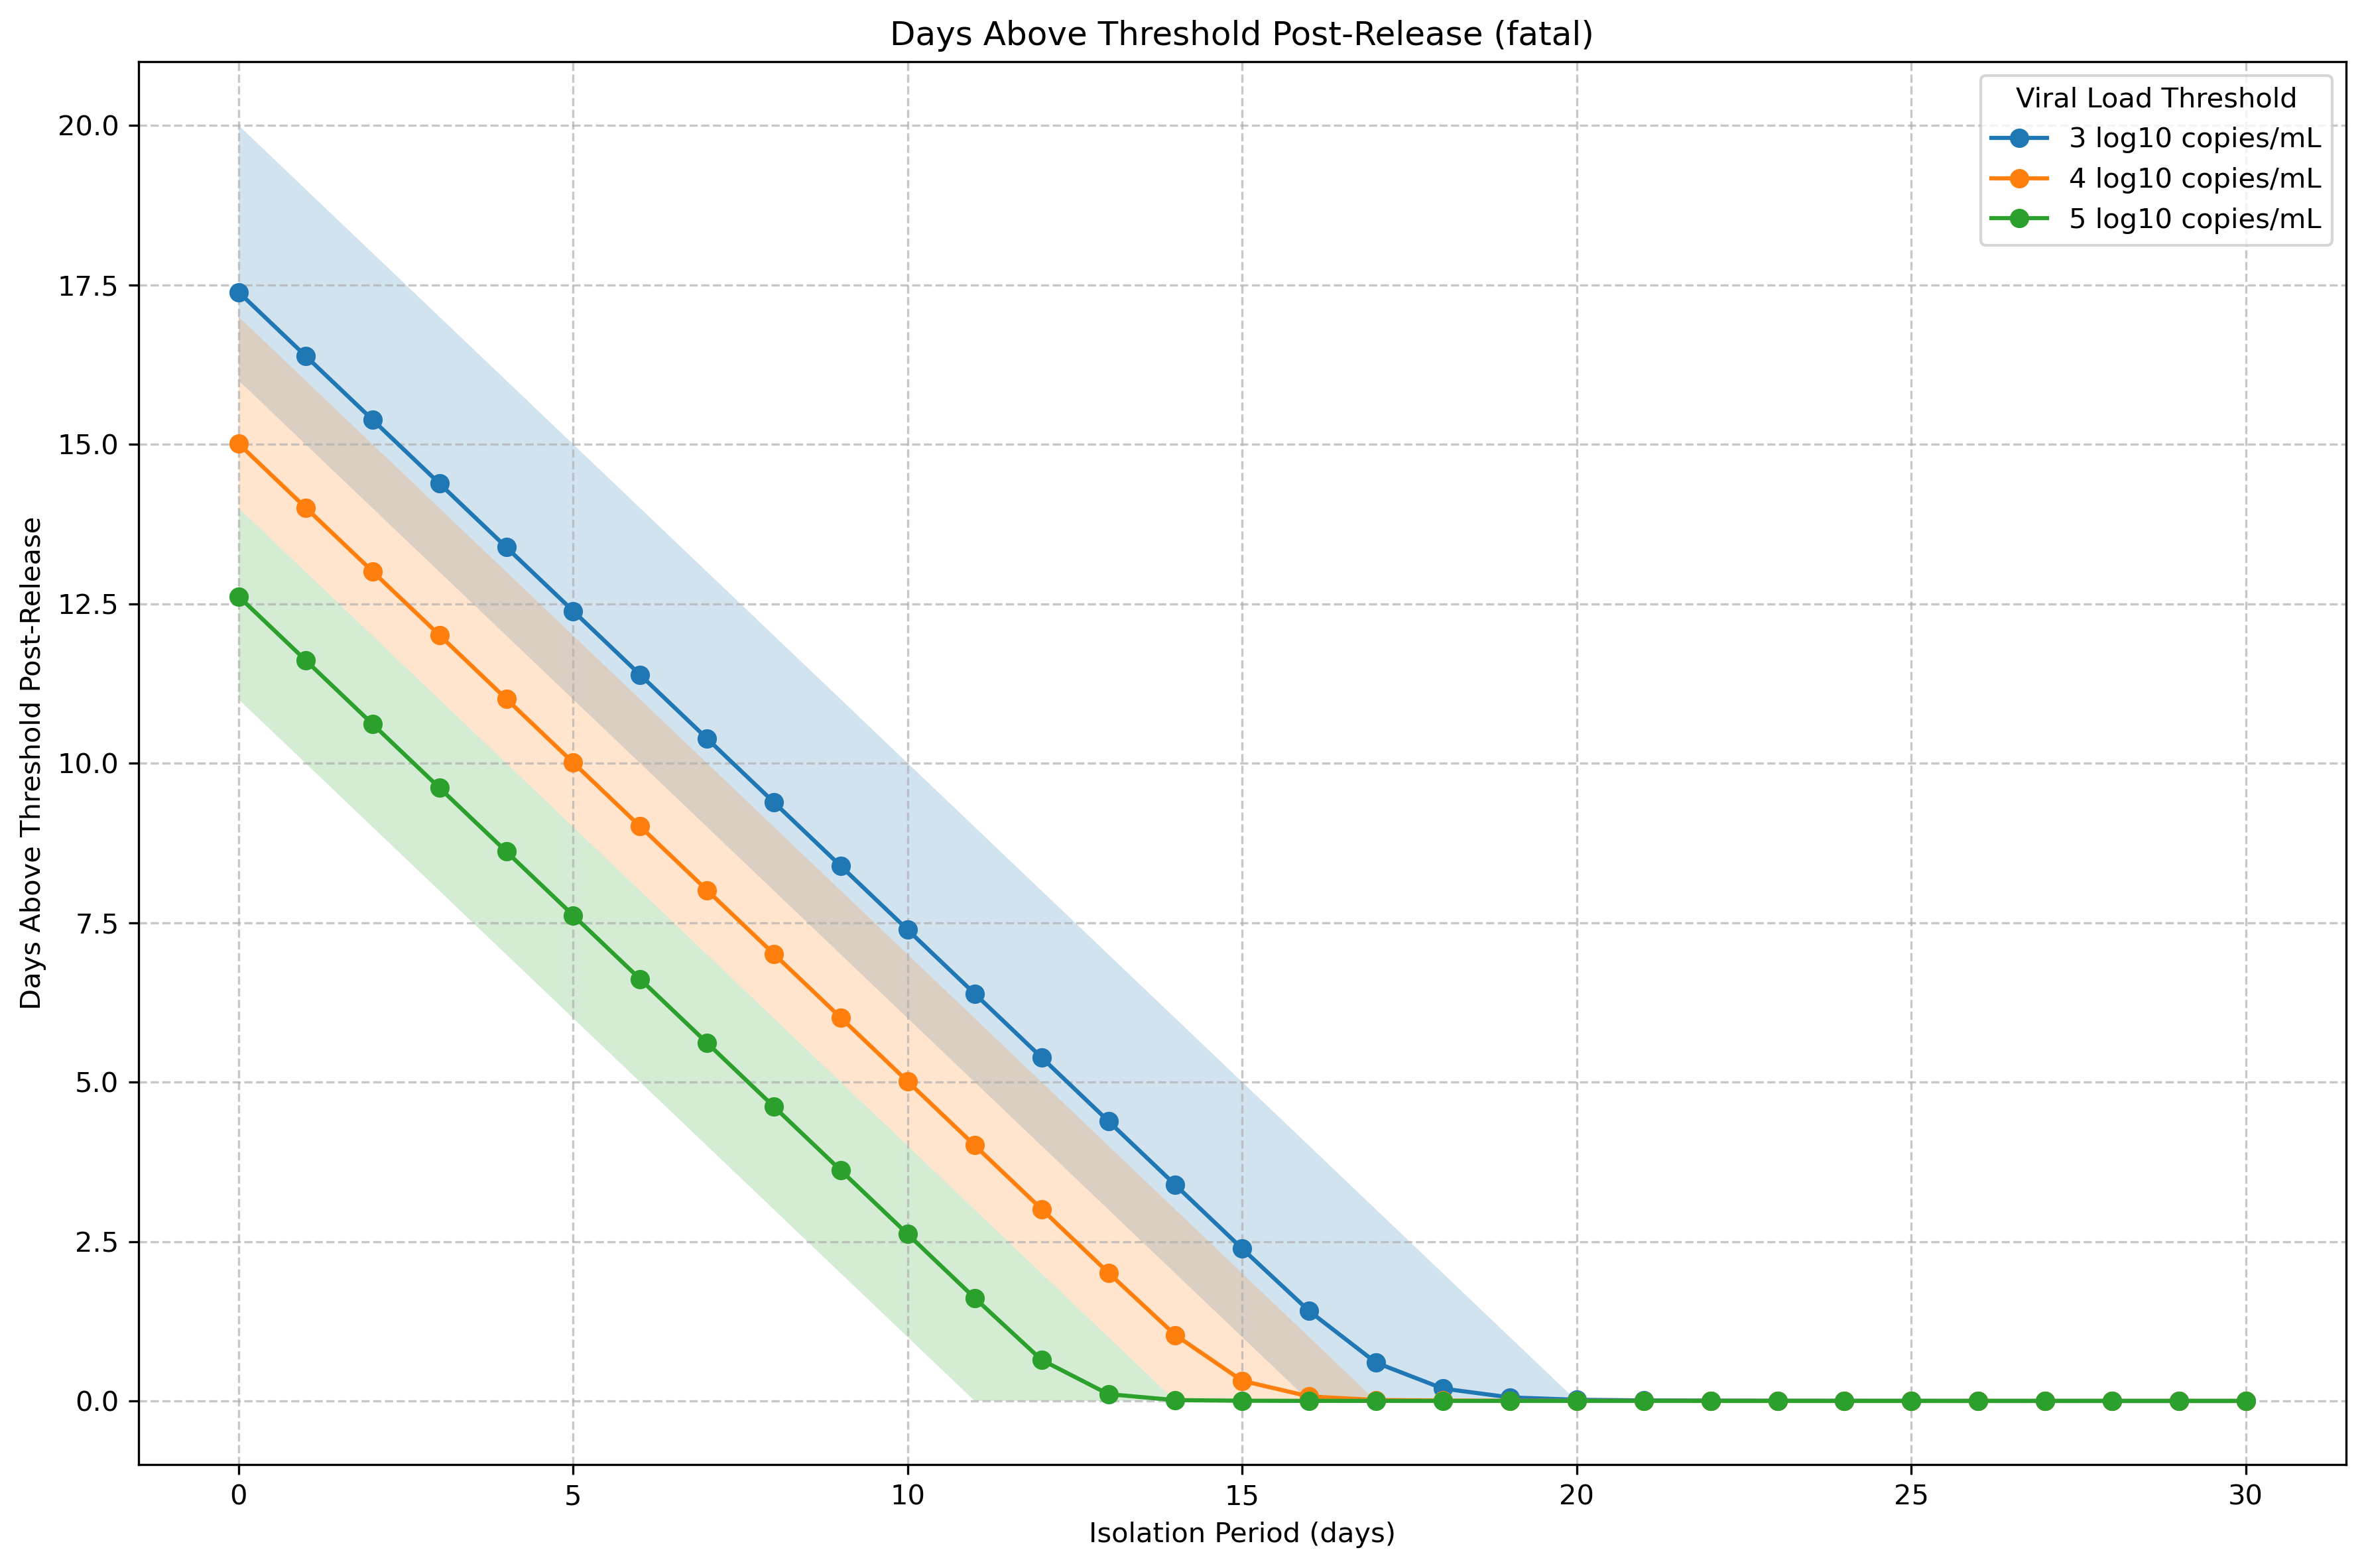 Days Above Threshold Post-Release (fatal)
Viral Load Threshold
3 log10 copies/mL
4 log10 copies/mL
5 log10 copies/mL
Days Above Threshold Post-Release
20.0
17.5
15.0
12.5
10.0
7.5
5.0
2.5
0.0
0 5 10 15 20 25 30
Isolation Period (days)